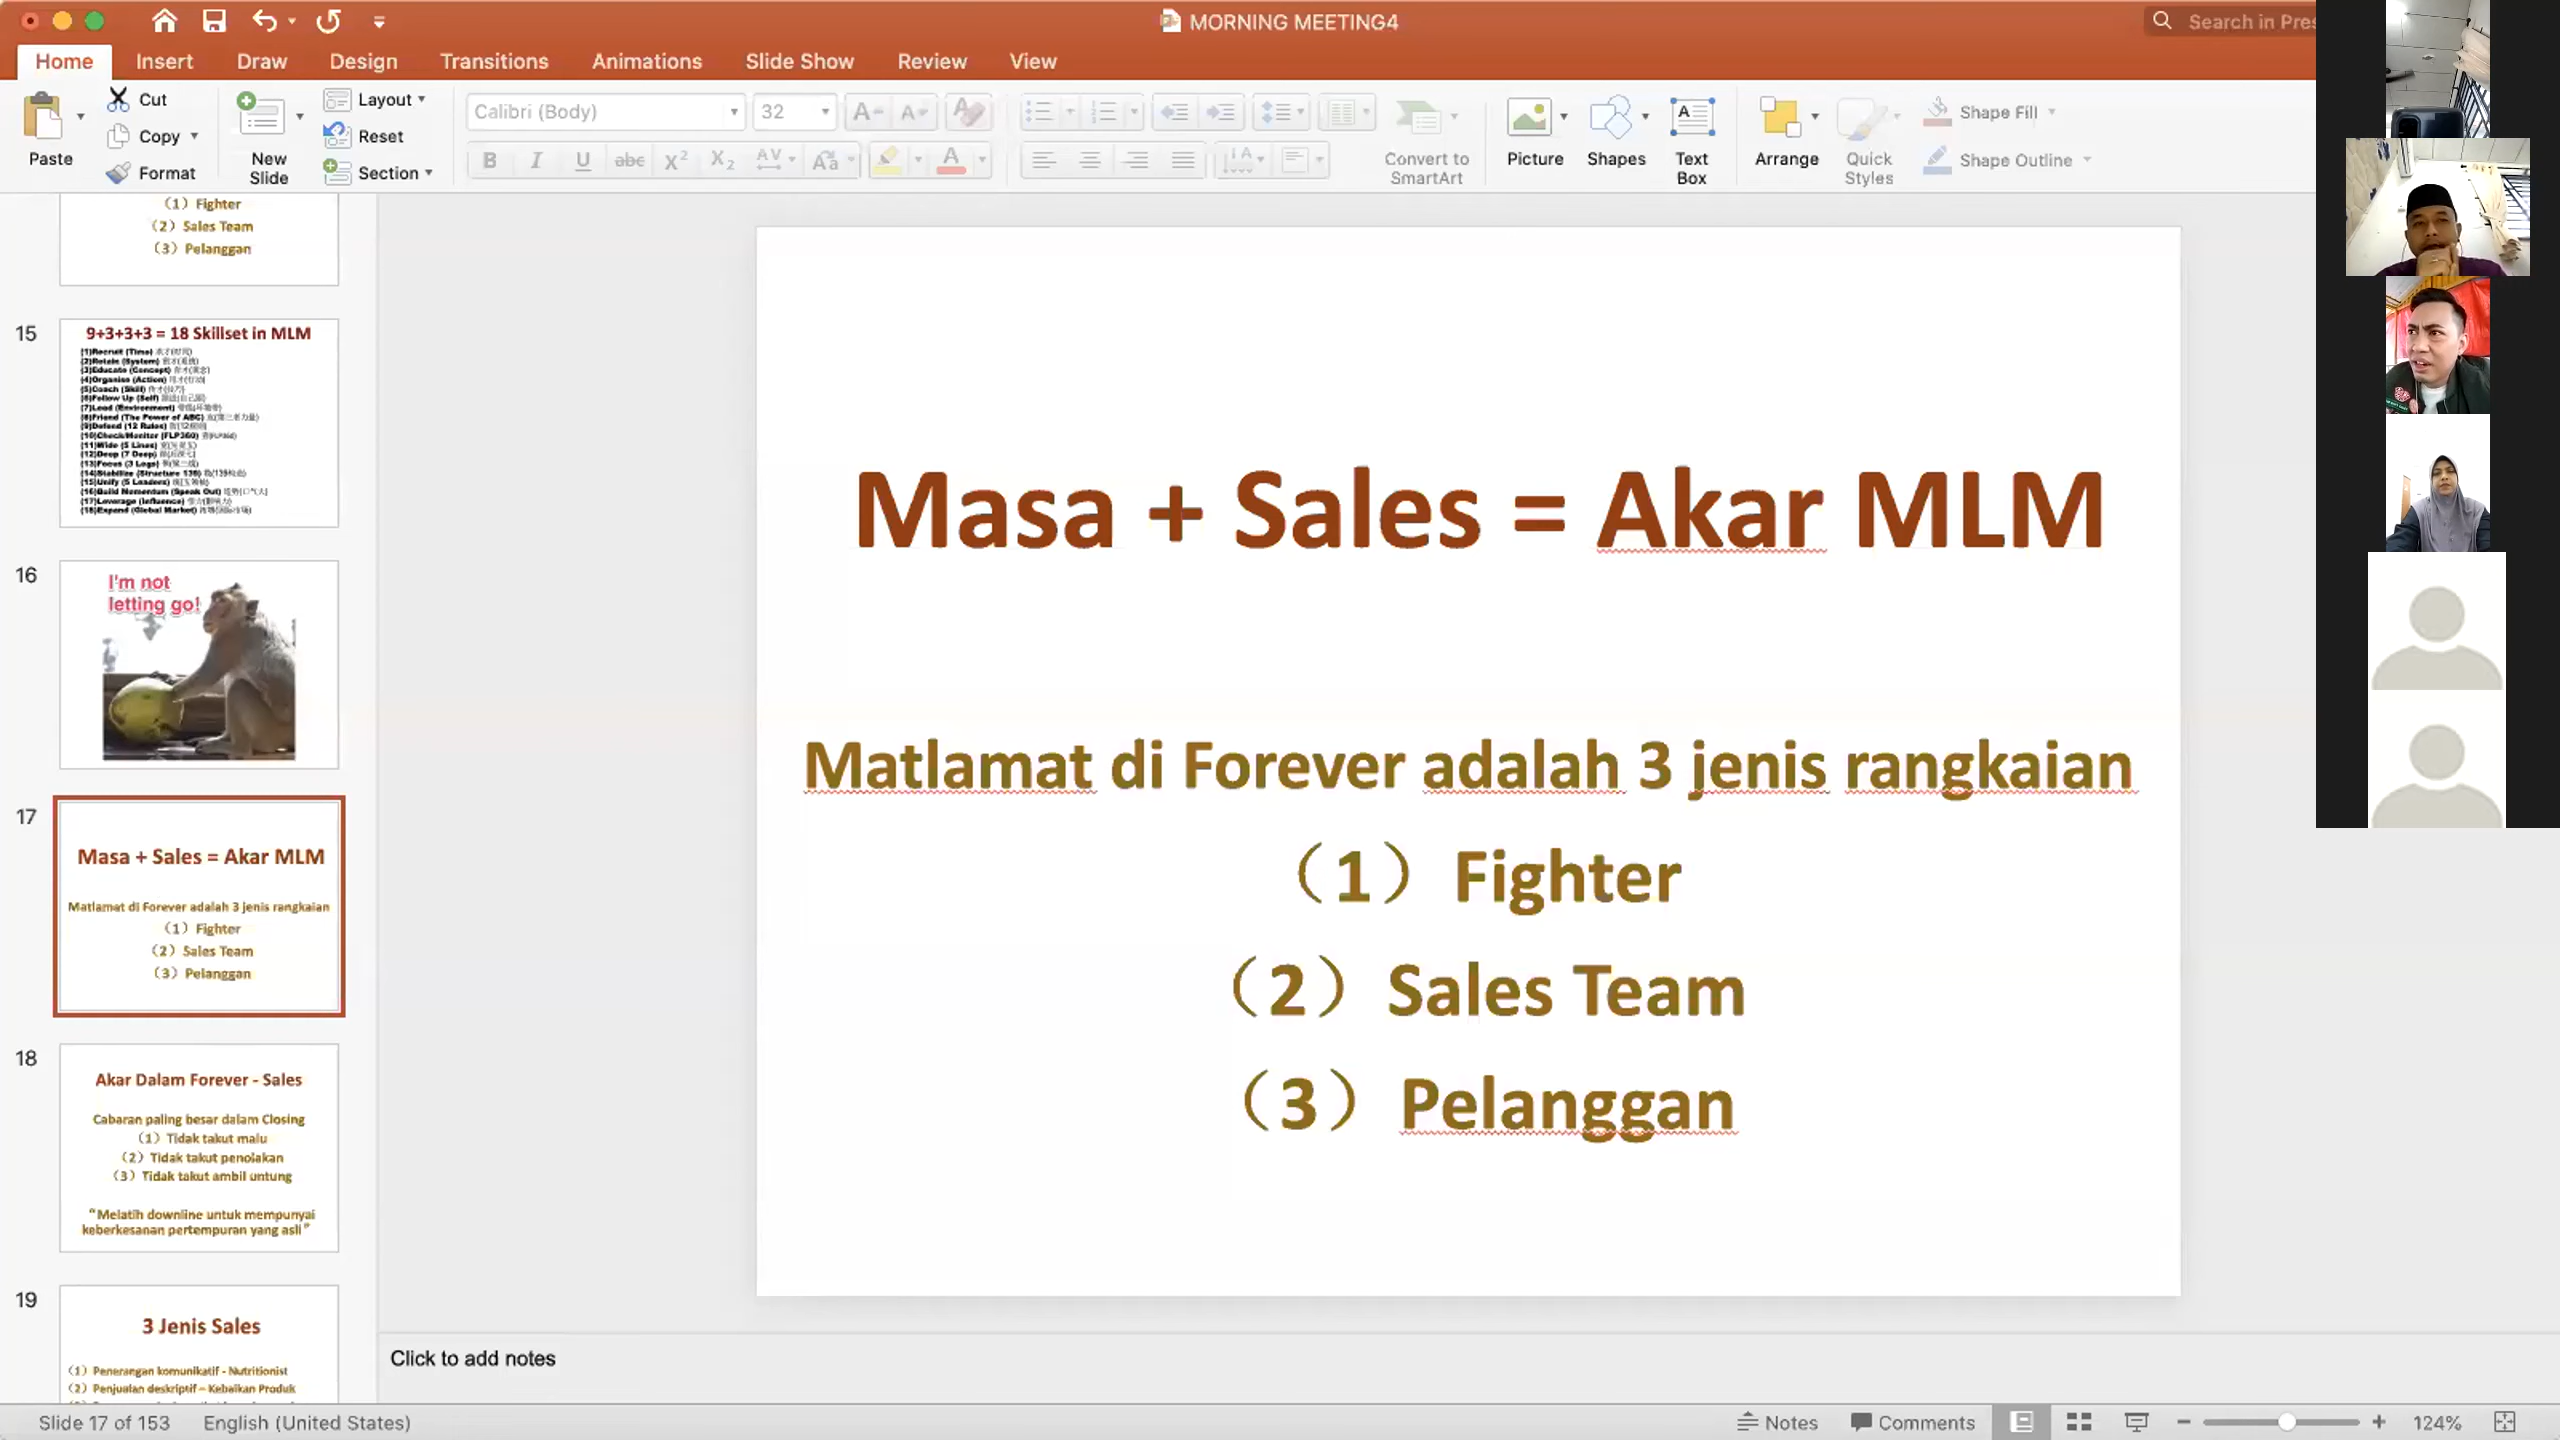 MORNING MEETING4
Search in Pres
Home Insert Draw Design Transitions Animations Slide Show Review View
Paste
Cut
Copy
Format
New Slide
Layout
Reset
Section
Calibri (Body) 32
Convert to SmartArt
Picture
Shapes
Text Box
Arrange
Quick Styles
Shape Fill
Shape Outline
（1）Fighter
（2）Sales Team
（3）Pelanggan
15
9+3+3+3 = 18 Skillset in MLM
(1)Recruit (Time)
(2)Retain (System)
(3)Educate (Concept)
(4)Organise (Action)
(5)Coach (Skill)
(6)Follow Up (Self)
(7)Lead (Environment)
(8)Friend (The Power of ABC)
(9)Defend (12 Rules)
(10)Check/Monitor (FLP360)
(11)Wide (5 Lines)
(12)Deep (7 Deep)
(13)Focus (3 Legs)
(14)Stabilize (Structure 139)
(15)Unify (5 Leaders)
(16)Build Momentum (Speak Out)
(17)Leverage (Influence)
(18)Expand (Global Market)
16
I'm not
letting go!
17
Masa + Sales = Akar MLM
Matlamat di Forever adalah 3 jenis rangkaian
（1）Fighter
（2）Sales Team
（3）Pelanggan
18
Akar Dalam Forever - Sales
Cabaran paling besar dalam Closing
（1）Tidak takut malu
（2）Tidak takut penolakan
（3）Tidak takut ambil untung
“Melatih downline untuk mempunyai
keberkesanan pertempuran yang asli”
19
3 Jenis Sales
（1）Penerangan komunikatif - Nutritionist
（2）Penjualan deskriptif – Kebaikan Produk
Masa + Sales = Akar MLM
Matlamat di Forever adalah 3 jenis rangkaian
（1）Fighter
（2）Sales Team
（3）Pelanggan
Click to add notes
Slide 17 of 153 English (United States)
Notes Comments 124%